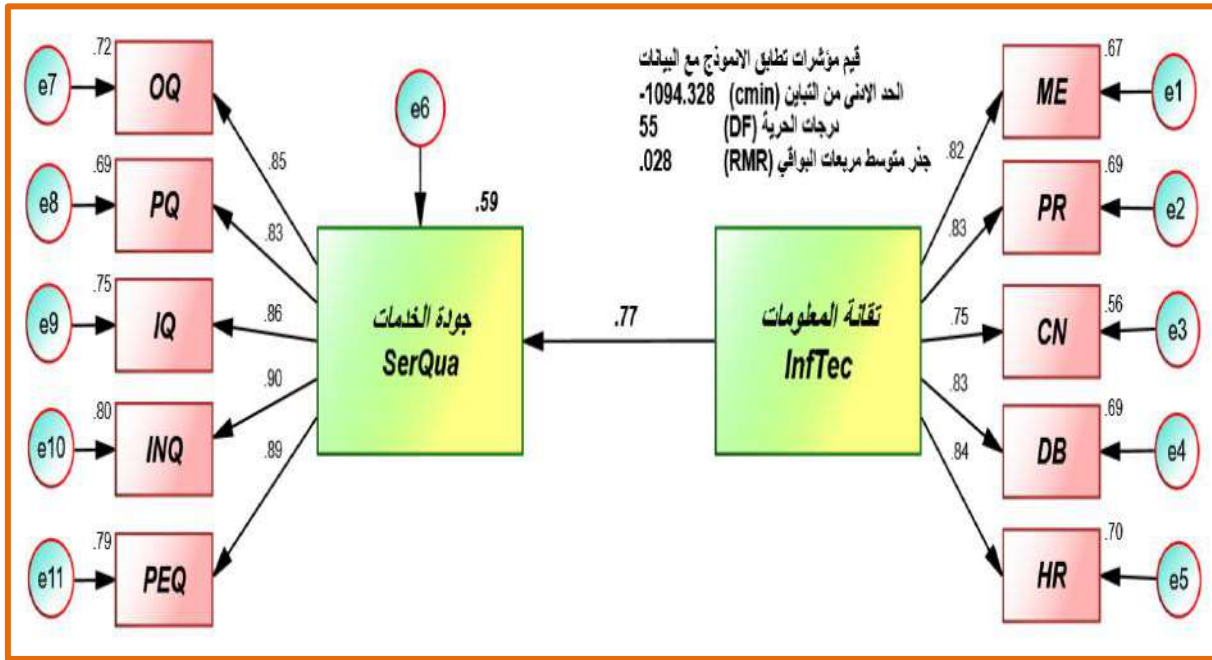 قيم مؤشرات تطابق الانموذج مع البيانات
الحد الادنى من التباين (cmin) -1094.328
درجات الحرية (DF) 55
جذر متوسط مربعات البواقي (RMR) .028
e7
.72
OQ
.85
e8
.69
PQ
.83
e9
.75
IQ
.86
e10
.80
INQ
.90
e11
.79
PEQ
.89
e6
.59
جودة الخدمات
SerQua
.77
تقانة المعلومات
InfTec
.82
ME
.67
e1
.83
PR
.69
e2
.75
CN
.56
e3
.83
DB
.69
e4
.84
HR
.70
e5